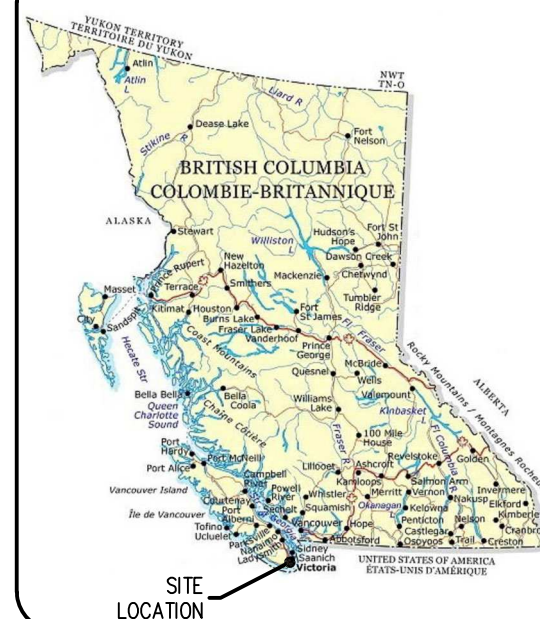 YUKON TERRITORY
TERRITOIRE DU YUKON
NWT
TN-O
Atlin
Atlin
L
Liard R
Dease Lake
Stikine R
Fort
Nelson
BRITISH COLUMBIA
COLOMBIE-BRITANNIQUE
ALASKA
Stewart
Williston
L
Hudson's
Hope
Fort St
John
Dawson Creek
Chetwynd
New
Hazelton
Mackenzie
Tumbler
Ridge
Prince Rupert
Terrace
Smithers
Masset
Kitimat
Houston
Burns Lake
Fort
St James
City
Sandspit
Fraser Lake
Vanderhoof
Prince
George
Fl Fraser
Hecate Str
Coast Mountains
McBride
Rocky Mountains / Montagnes Rocheu
ALBERTA
Quesnel
Wells
Valemount
Bella Bella
Bella
Coola
Williams
Lake
Kinbasket
L
Queen
Charlotte
Sound
Chaîne Côtière
Fraser R
100 Mile
House
Fl Columbia R
Port
Hardy
Port McNeill
Port Alice
Revelstoke
Golden
Lillooet
Ashcroft
Campbell
River
Kamloops
Salmon Arm
Vancouver Island
Powell
River
Whistler
Merritt
Vernon
Nakusp
Invermere
Courtenay
Sechelt
Squamish
Okanagan
Kelowna
Elkford
Île de Vancouver
Port
Alberni
Str Georgia
Vancouver
Hope
Penticton
Nelson
Kimberle
Tofino
Castlegar
Cranbro
Ucluelet
Parksville
Nanaimo
Abbotsford
Osoyoos
Trail
Creston
Ladysmith
Sidney
Saanich
Victoria
UNITED STATES OF AMERICA
ÉTATS-UNIS D'AMÉRIQUE
SITE
LOCATION